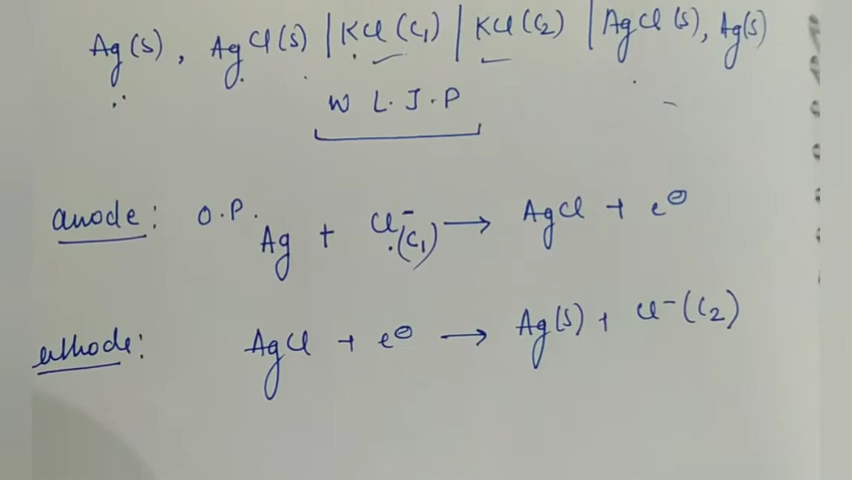 Ag(s), AgCl(s) | KCl(C₁) | KCl(C₂) | AgCl(s), Ag(s)
W L.J.P
anode: O.P. Ag + Cl⁻(C₁) → AgCl + e⊖
cathode: AgCl + e⊖ → Ag(s) + Cl⁻(C₂)